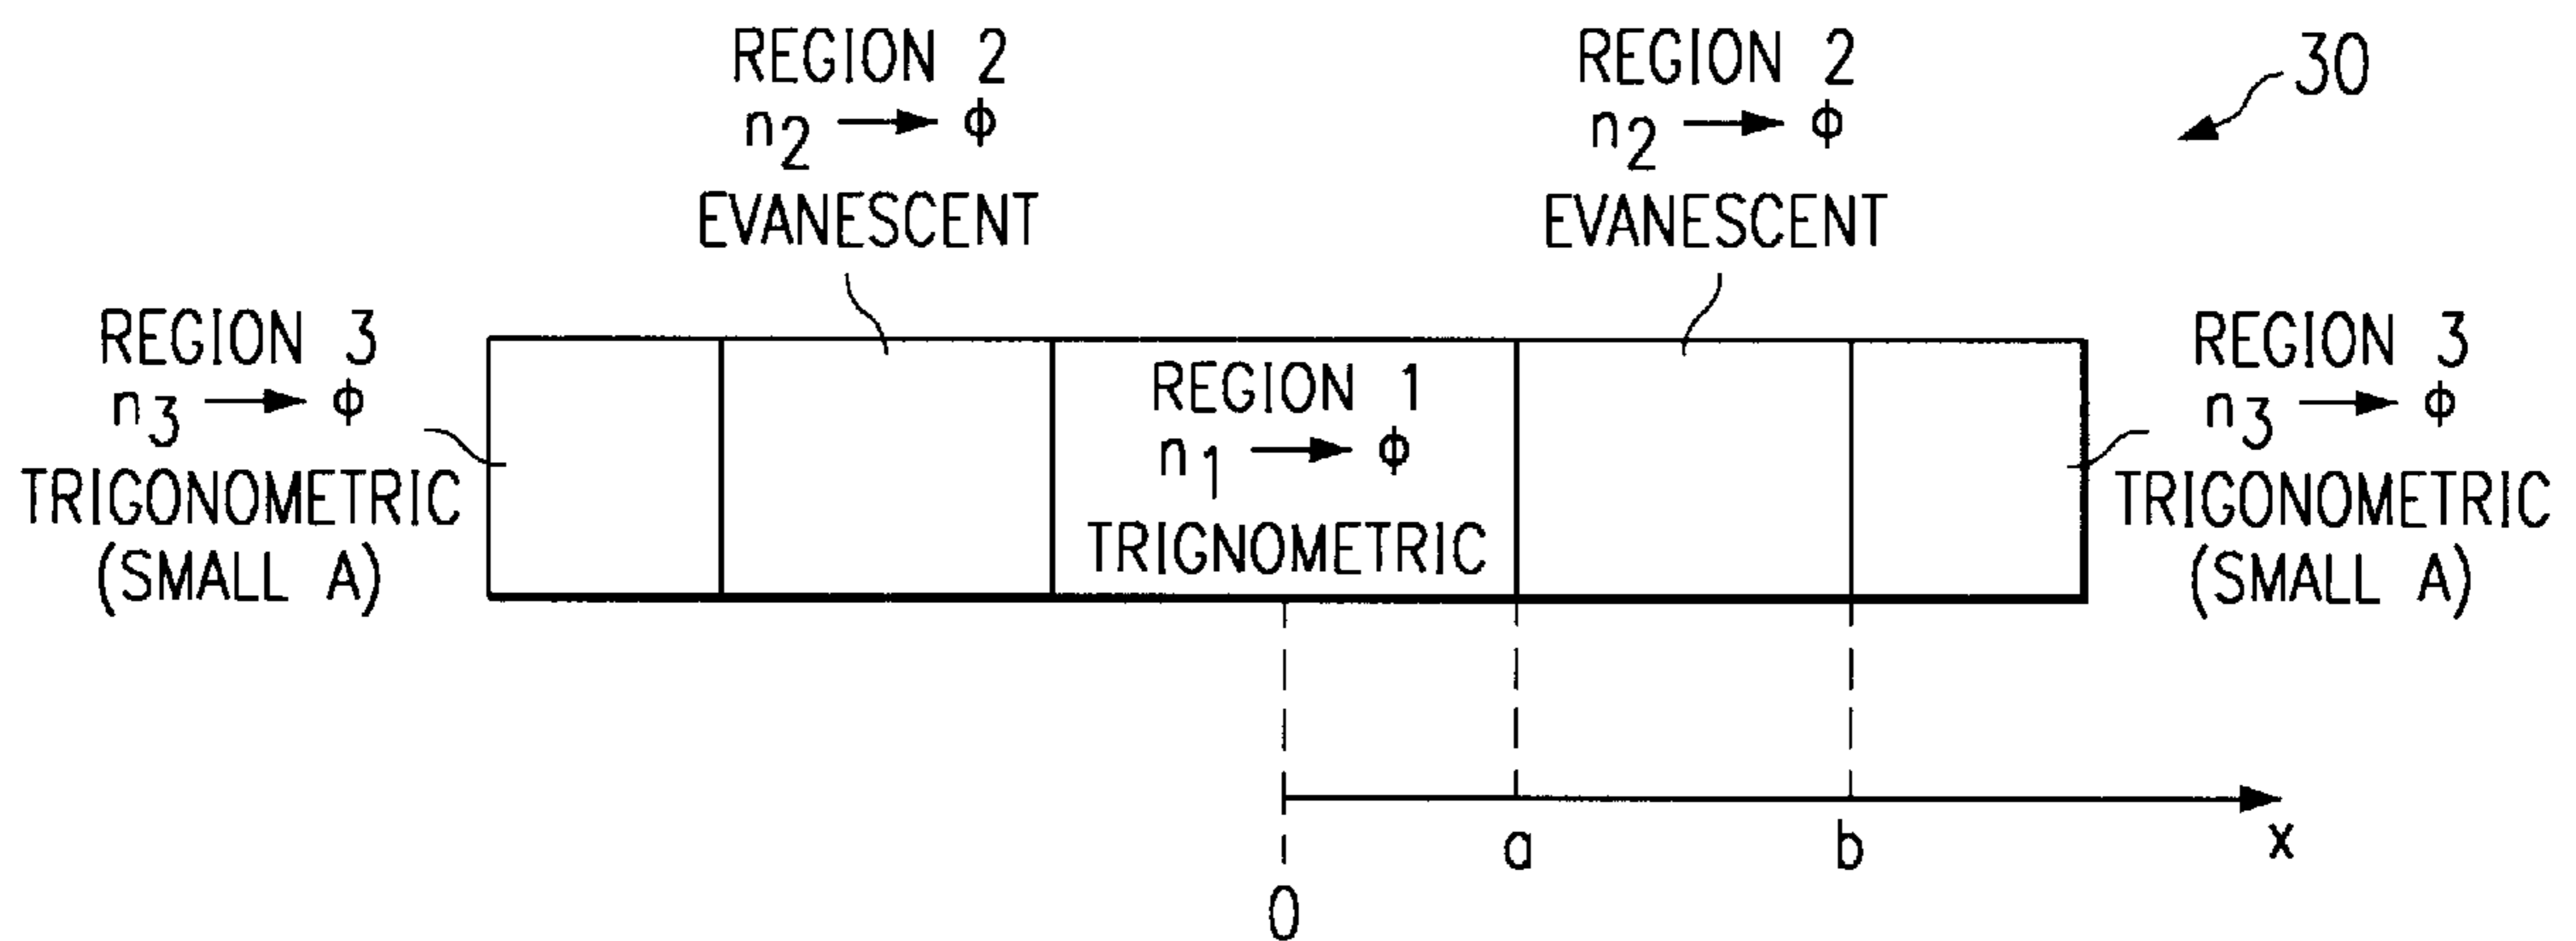 REGION 2
n2 → ϕ
EVANESCENT
REGION 2
n2 → ϕ
EVANESCENT
30
REGION 3
n3 → ϕ
TRIGONOMETRIC
(SMALL A)
REGION 1
n1 → ϕ
TRIGNOMETRIC
REGION 3
n3 → ϕ
TRIGONOMETRIC
(SMALL A)
a
b
x
0